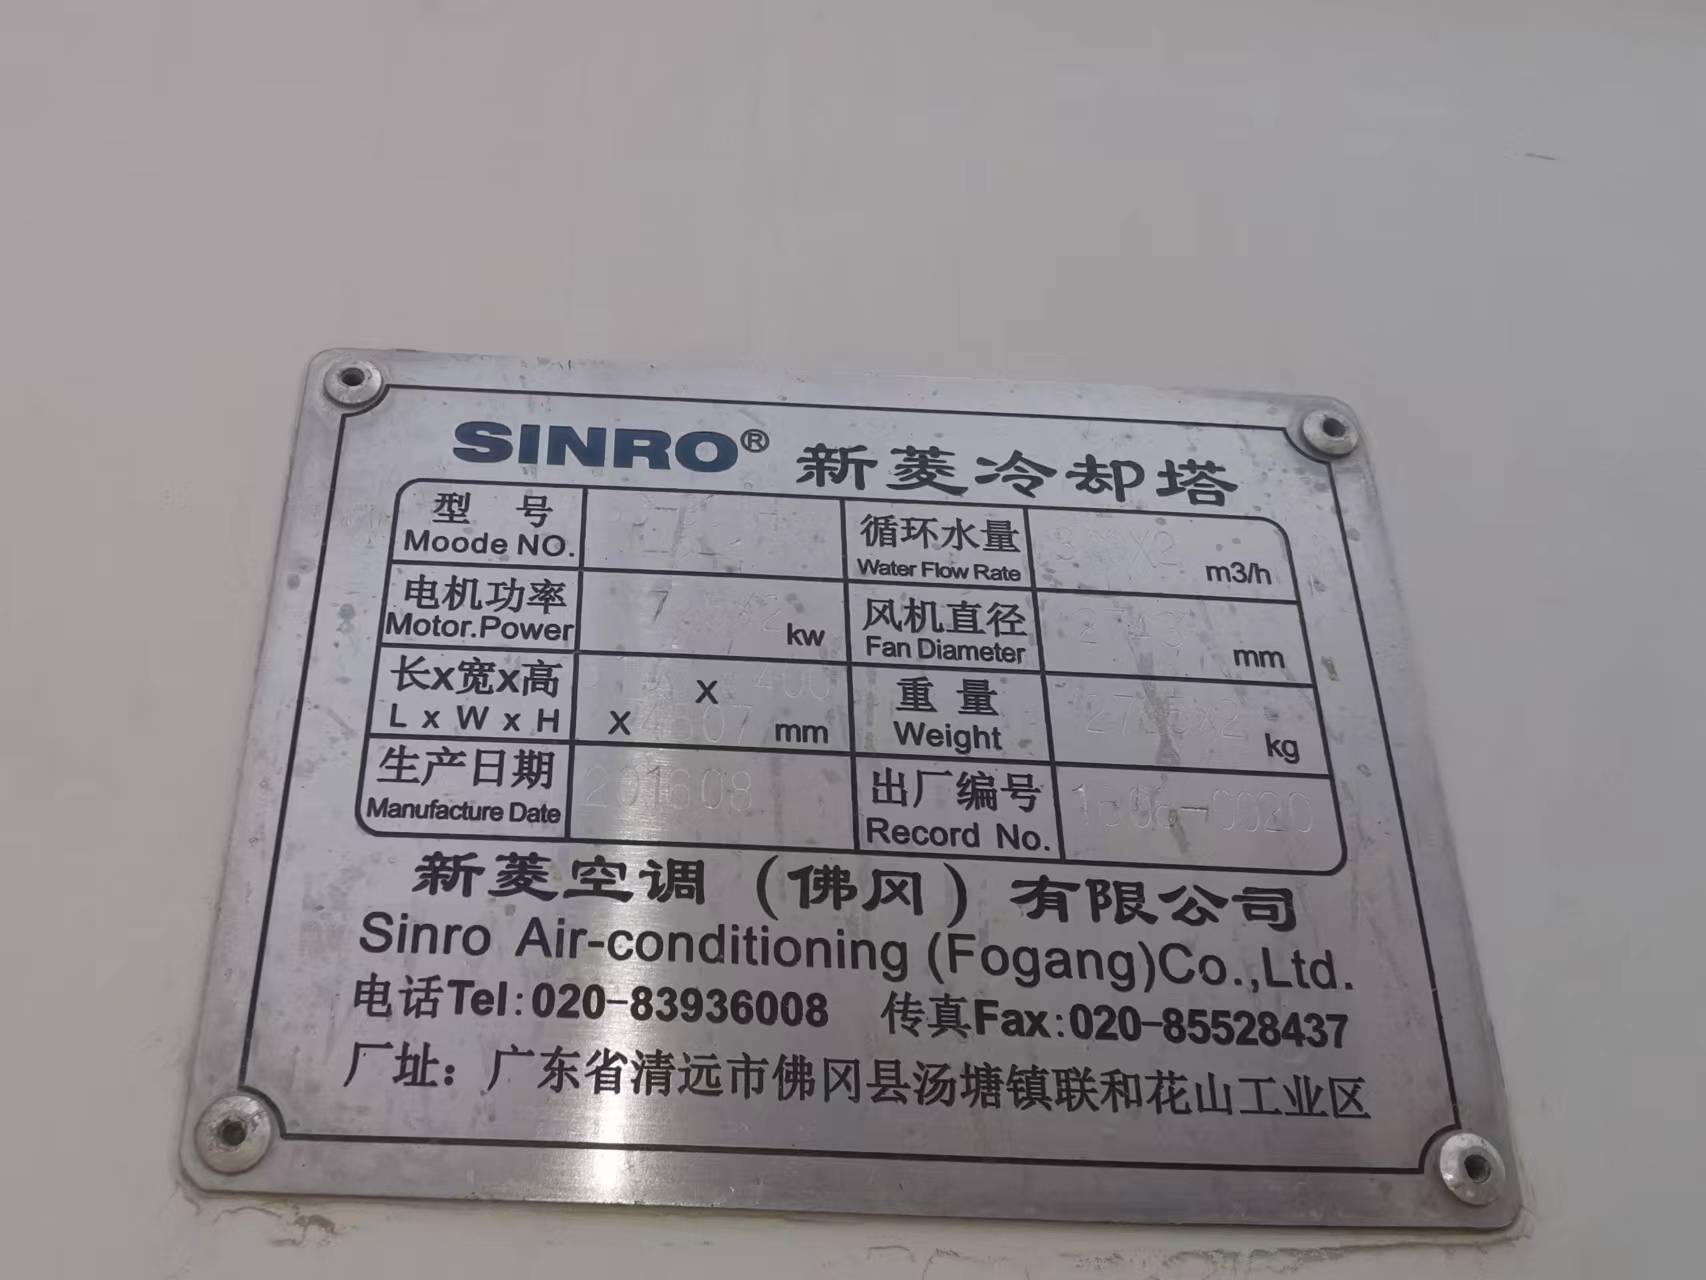 SINRO® 新菱冷却塔
型 号
Moode NO.
循环水量
Water Flow Rate
X2 m3/h
电机功率
Motor.Power
kw
风机直径
Fan Diameter
mm
长x宽x高
L x W x H
x
x 4507 mm
重 量
Weight
kg
生产日期
Manufacture Date
201608
出厂编号
Record No.
新菱空调(佛冈)有限公司
Sinro Air-conditioning (Fogang)Co.,Ltd.
电话Tel:020-83936008 传真Fax:020-85528437
厂址：广东省清远市佛冈县汤塘镇联和花山工业区